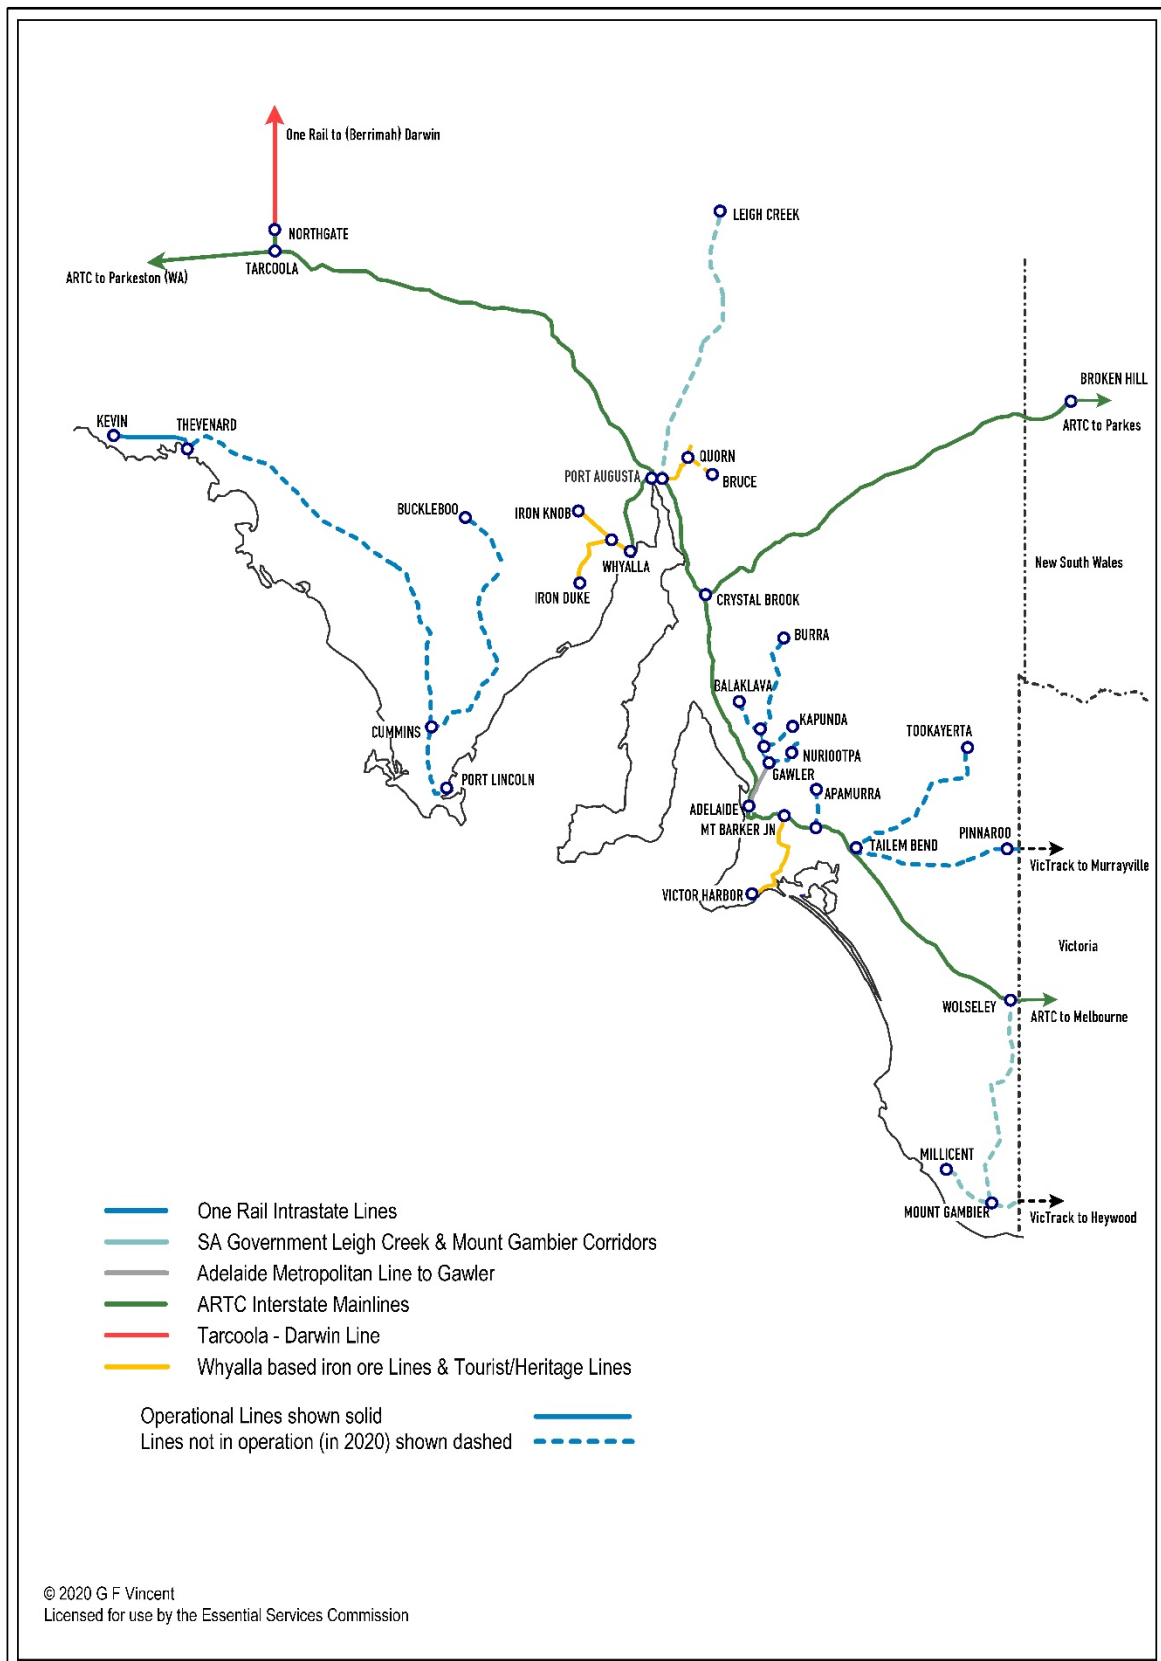 One Rail to (Berrimah) Darwin
LEIGH CREEK
NORTHGATE
TARCOOLA
ARTC to Parkeston (WA)
BROKEN HILL
ARTC to Parkes
KEVIN
THEVENARD
QUORN
PORT AUGUSTA
BRUCE
BUCKLEBOO
IRON KNOB
WHYALLA
New South Wales
IRON DUKE
CRYSTAL BROOK
BURRA
BALAKLAVA
KAPUNDA
CUMMINS
TOOKAYERTA
NURIOOTPA
GAWLER
PORT LINCOLN
APAMURRA
ADELAIDE
MT BARKER JN
PINNAROO
TAILEM BEND
VicTrack to Murrayville
VICTOR HARBOR
Victoria
WOLSELEY
ARTC to Melbourne
MILLICENT
MOUNT GAMBIER
VicTrack to Heywood
One Rail Intrastate Lines
SA Government Leigh Creek & Mount Gambier Corridors
Adelaide Metropolitan Line to Gawler
ARTC Interstate Mainlines
Tarcoola - Darwin Line
Whyalla based iron ore Lines & Tourist/Heritage Lines
Operational Lines shown solid
Lines not in operation (in 2020) shown dashed
© 2020 G F Vincent
Licensed for use by the Essential Services Commission